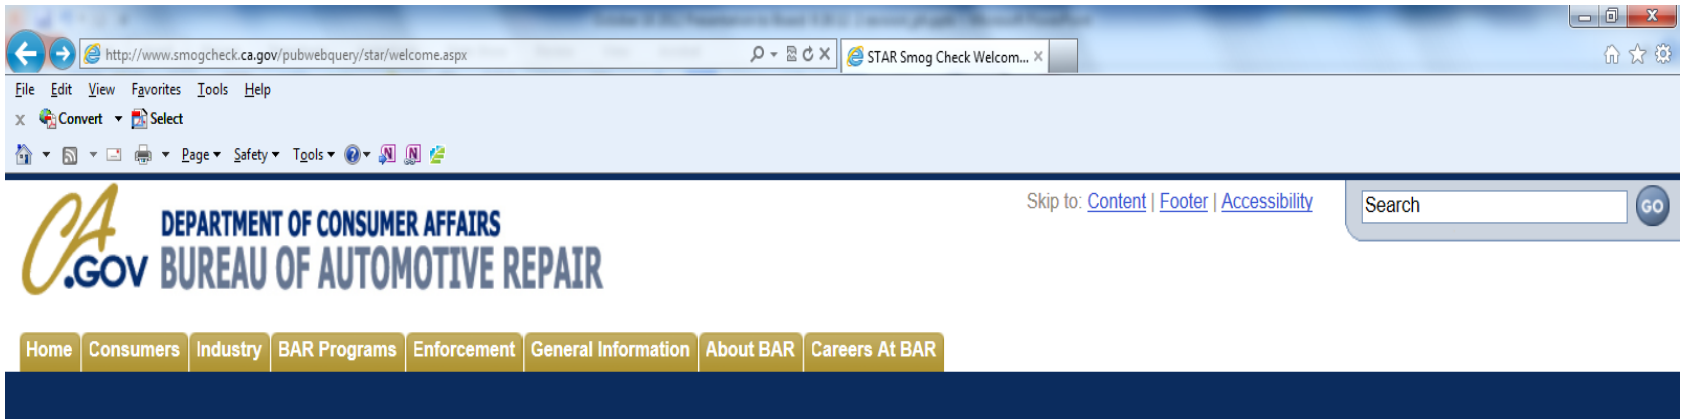 http://www.smogcheck.ca.gov/pubwebquery/star/welcome.aspx
STAR Smog Check Welcom...
File Edit View Favorites Tools Help
x Convert Select
Page Safety Tools
Skip to: Content | Footer | Accessibility
Search GO
CA.GOV
DEPARTMENT OF CONSUMER AFFAIRS
BUREAU OF AUTOMOTIVE REPAIR
Home Consumers Industry BAR Programs Enforcement General Information About BAR Careers At BAR